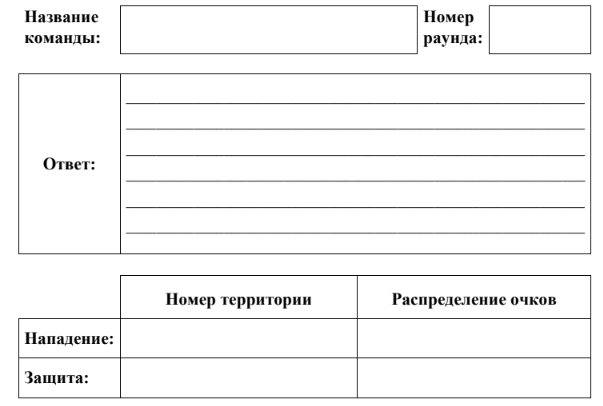 Название Номер
команды: раунда:
Ответ:
Номер территории Распределение очков
Нападение:
Защита: